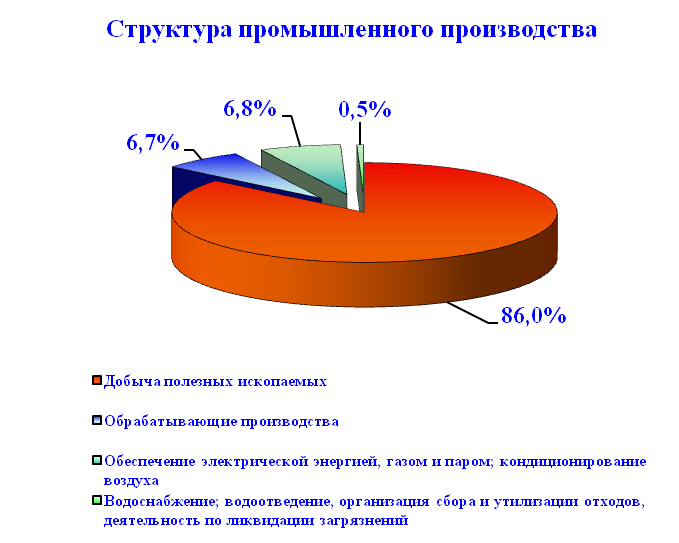 Структура промышленного производства
6,8%
0,5%
6,7%
86,0%
Добыча полезных ископаемых
Обрабатывающие производства
Обеспечение электрической энергией, газом и паром; кондиционирование
воздуха
Водоснабжение; водоотведение, организация сбора и утилизации отходов,
деятельность по ликвидации загрязнений